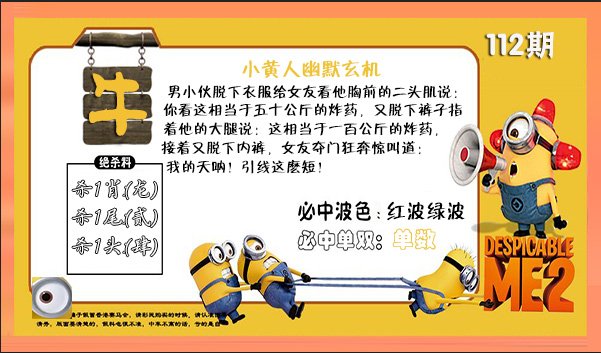 112期
牛
小黄人幽默玄机
男小伙脱下衣服给女友看他胸前的二头肌说：
你看这相当于五十公斤的炸药，又脱下裤子指
着他的大腿说：这相当于一百公斤的炸药，
接着又脱下内裤，女友夺门狂奔惊叫道：
我的天呐！引线这麼短！
绝杀料
杀1肖(龙)
杀1尾(贰)
杀1头(肆)
必中波色：红波绿波
必中单双：单数
DESPICABLE
ME2